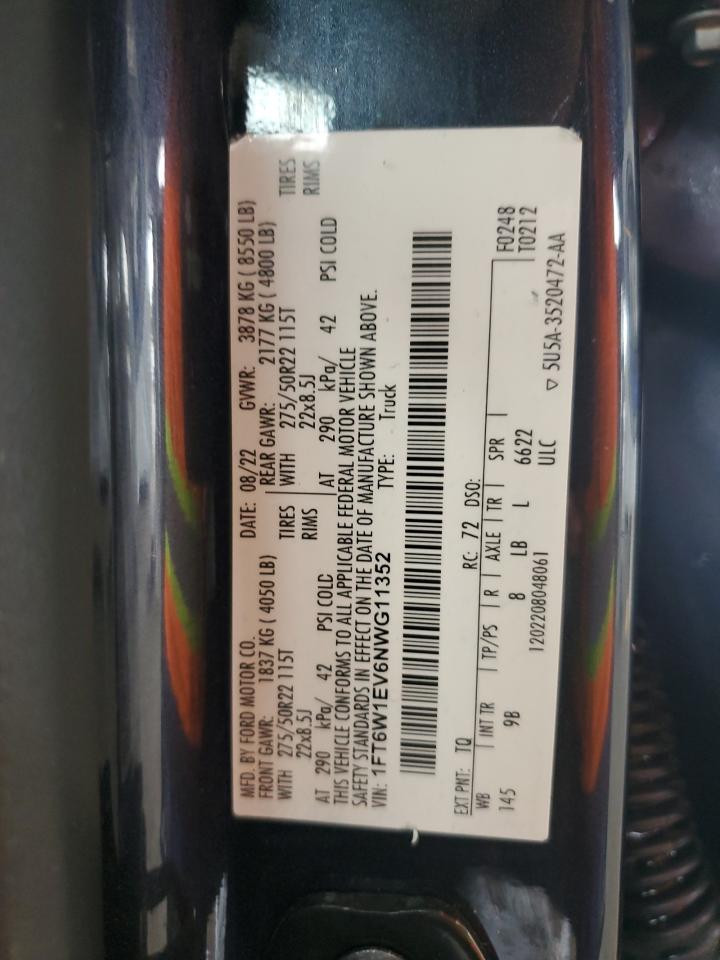 MFD. BY FORD MOTOR CO. DATE: 08/22 GVWR: 3878 KG ( 8550 LB)
FRONT GAWR: 1837 KG ( 4050 LB) REAR GAWR: 2177 KG ( 4800 LB)
WITH 275/50R22 115T TIRES WITH 275/50R22 115T TIRES
22x8.5J RIMS 22x8.5J RIMS
AT 290 kPa/ 42 PSI COLD AT 290 kPa/ 42 PSI COLD
THIS VEHICLE CONFORMS TO ALL APPLICABLE FEDERAL MOTOR VEHICLE
SAFETY STANDARDS IN EFFECT ON THE DATE OF MANUFACTURE SHOWN ABOVE.
VIN: 1FT6W1EV6NWG11352 TYPE: Truck
EXT PNT: TQ RC: 72 DSO:
WB INT TR TP/PS R AXLE TR SPR F0248
145 9B 8 LB L 6622 T0212
1202208048061 ULC ▽ 5U5A-3520472-AA